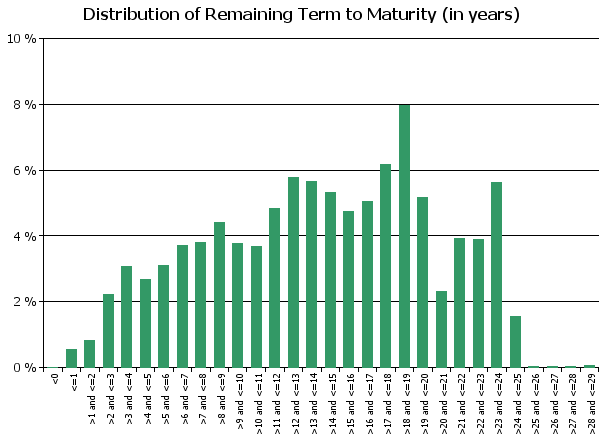 Distribution of Remaining Term to Maturity (in years)
10 %
8 %
6 %
4 %
2 %
0 %
<0
<=1
>1 and <=2
>2 and <=3
>3 and <=4
>4 and <=5
>5 and <=6
>6 and <=7
>7 and <=8
>8 and <=9
>9 and <=10
>10 and <=11
>11 and <=12
>12 and <=13
>13 and <=14
>14 and <=15
>15 and <=16
>16 and <=17
>17 and <=18
>18 and <=19
>19 and <=20
>20 and <=21
>21 and <=22
>22 and <=23
>23 and <=24
>24 and <=25
>25 and <=26
>26 and <=27
>27 and <=28
>28 and <=29